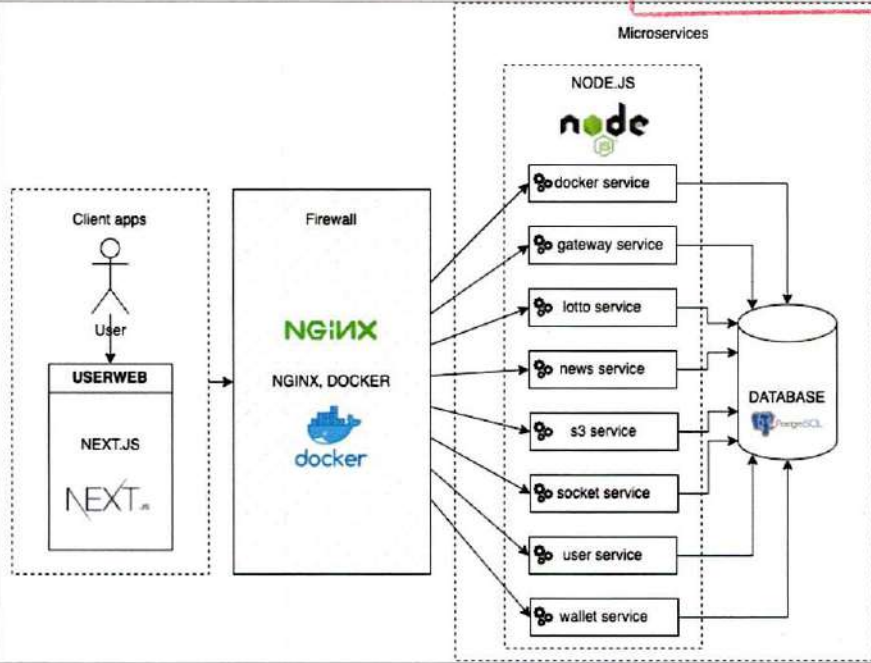 Microservices
NODE.JS
node
JS
docker service
gateway service
lotto service
news service
s3 service
socket service
user service
wallet service
Client apps
User
USERWEB
NEXT.JS
NEXT.JS
Firewall
NGINX
NGINX, DOCKER
docker
DATABASE
PostgreSQL